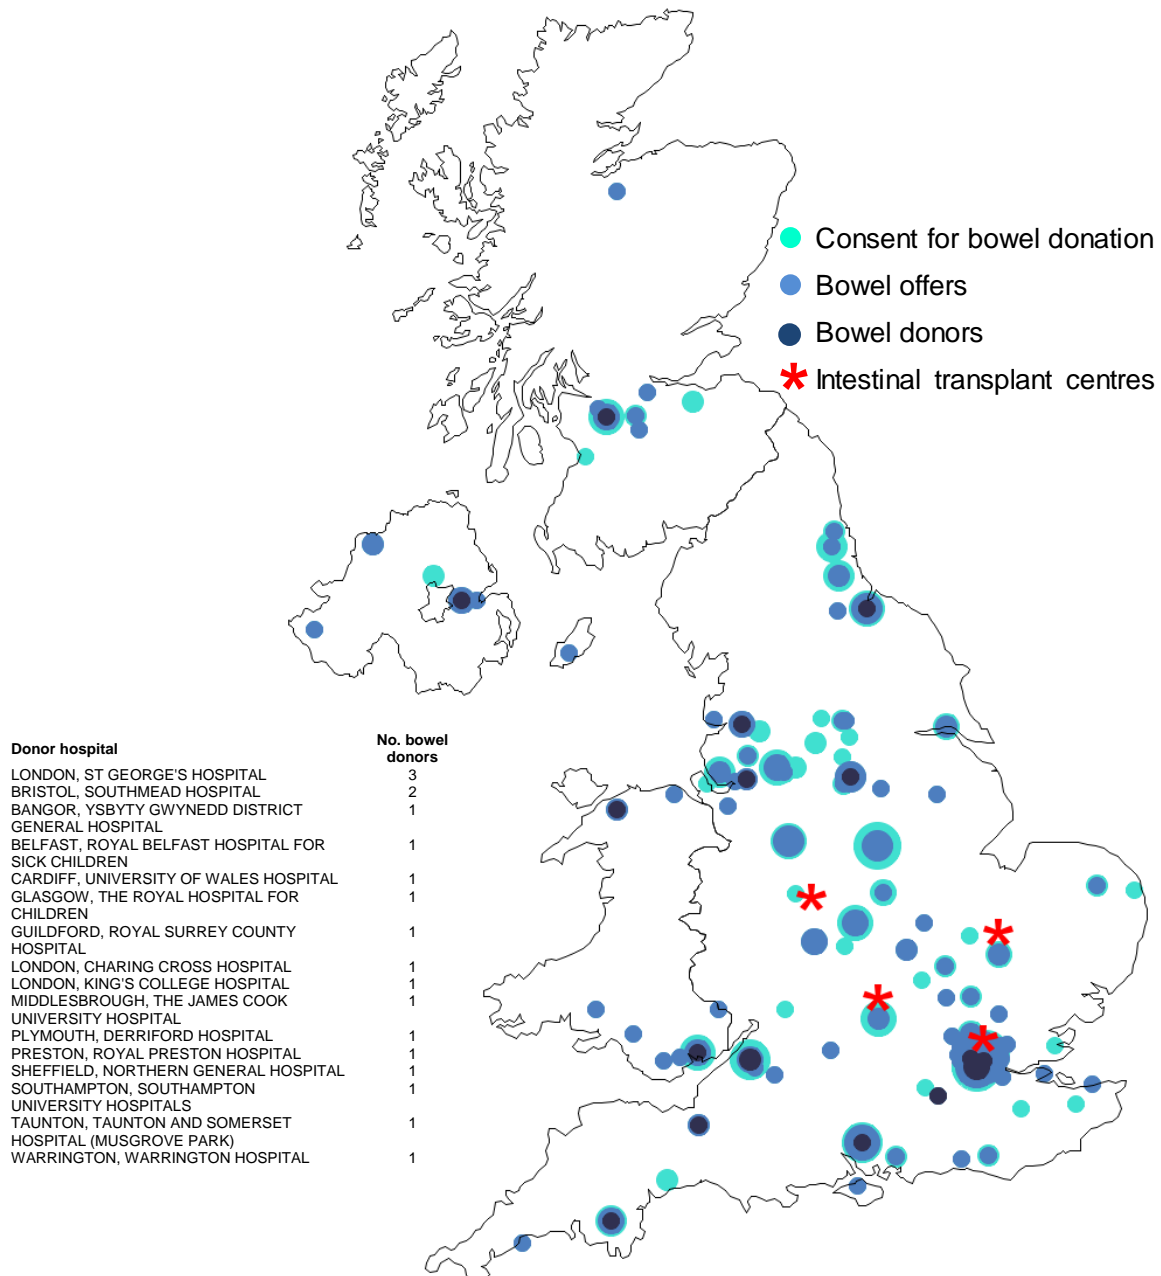 Consent for bowel donation
Bowel offers
Bowel donors
Intestinal transplant centres
Donor hospital
No. bowel
donors
LONDON, ST GEORGE'S HOSPITAL 3
BRISTOL, SOUTHMEAD HOSPITAL 2
BANGOR, YSBYTY GWYNEDD DISTRICT 1
GENERAL HOSPITAL
BELFAST, ROYAL BELFAST HOSPITAL FOR 1
SICK CHILDREN
CARDIFF, UNIVERSITY OF WALES HOSPITAL 1
GLASGOW, THE ROYAL HOSPITAL FOR 1
CHILDREN
GUILDFORD, ROYAL SURREY COUNTY 1
HOSPITAL
LONDON, CHARING CROSS HOSPITAL 1
LONDON, KING'S COLLEGE HOSPITAL 1
MIDDLESBROUGH, THE JAMES COOK 1
UNIVERSITY HOSPITAL
PLYMOUTH, DERRIFORD HOSPITAL 1
PRESTON, ROYAL PRESTON HOSPITAL 1
SHEFFIELD, NORTHERN GENERAL HOSPITAL 1
SOUTHAMPTON, SOUTHAMPTON 1
UNIVERSITY HOSPITALS
TAUNTON, TAUNTON AND SOMERSET 1
HOSPITAL (MUSGROVE PARK)
WARRINGTON, WARRINGTON HOSPITAL 1